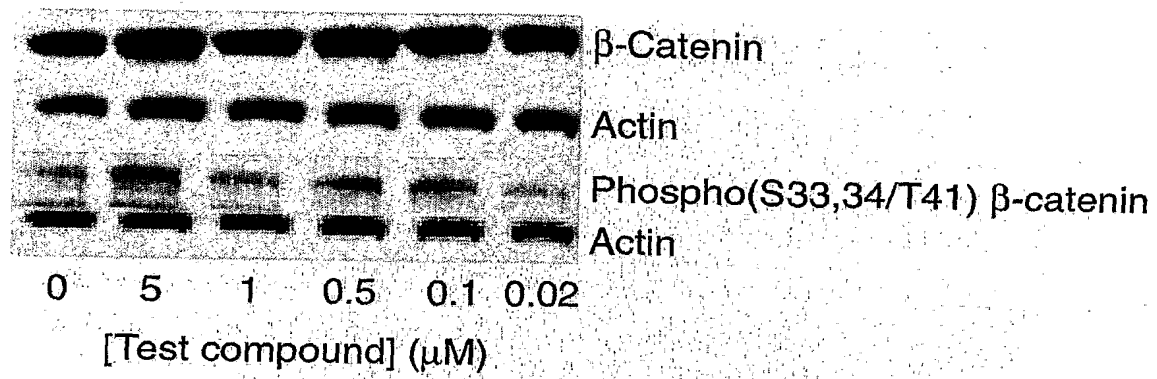 β-Catenin
Actin
Phospho(S33,34/T41) β-catenin
Actin
0 5 1 0.5 0.1 0.02
[Test compound] (μM)